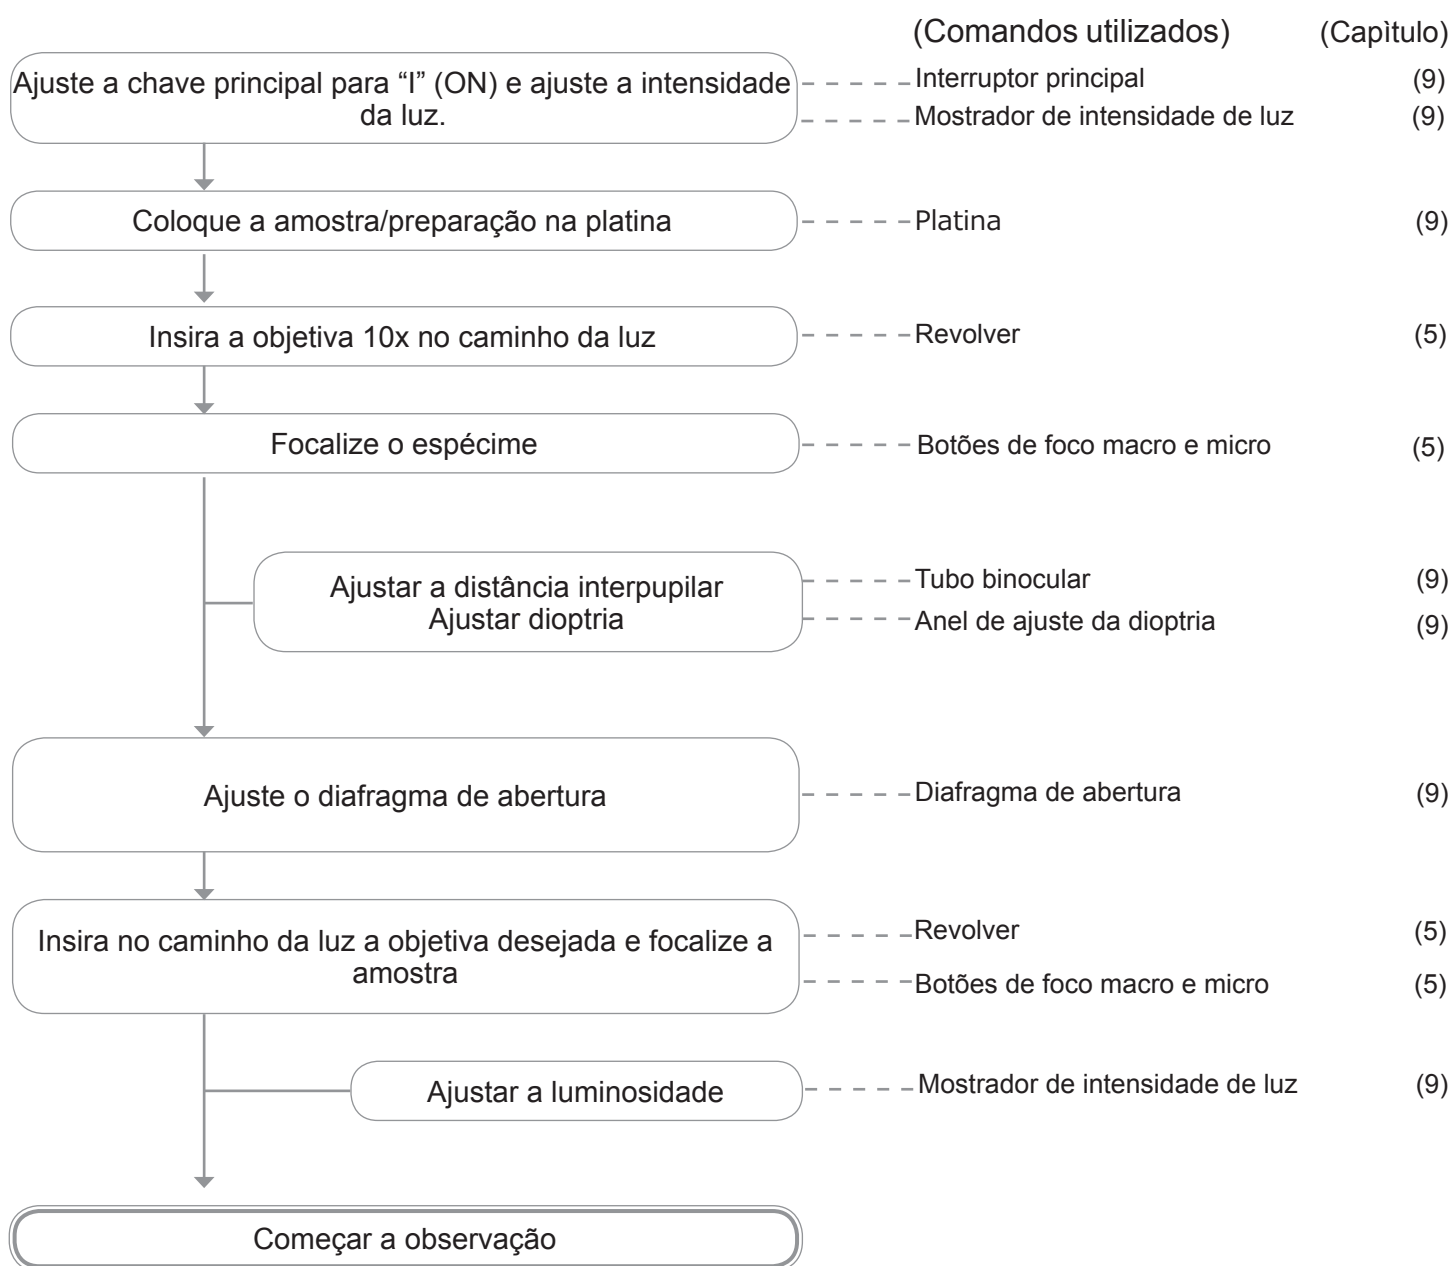 (Comandos utilizados) (Capìtulo)
Ajuste a chave principal para “I” (ON) e ajuste a intensidade
da luz.
Interruptor principal (9)
Mostrador de intensidade de luz (9)
Coloque a amostra/preparação na platina
Platina (9)
Insira a objetiva 10x no caminho da luz
Revolver (5)
Focalize o espécime
Botões de foco macro e micro (5)
Ajustar a distância interpupilar
Ajustar dioptria
Tubo binocular (9)
Anel de ajuste da dioptria (9)
Ajuste o diafragma de abertura
Diafragma de abertura (9)
Insira no caminho da luz a objetiva desejada e focalize a
amostra
Revolver (5)
Botões de foco macro e micro (5)
Ajustar a luminosidade
Mostrador de intensidade de luz (9)
Começar a observação